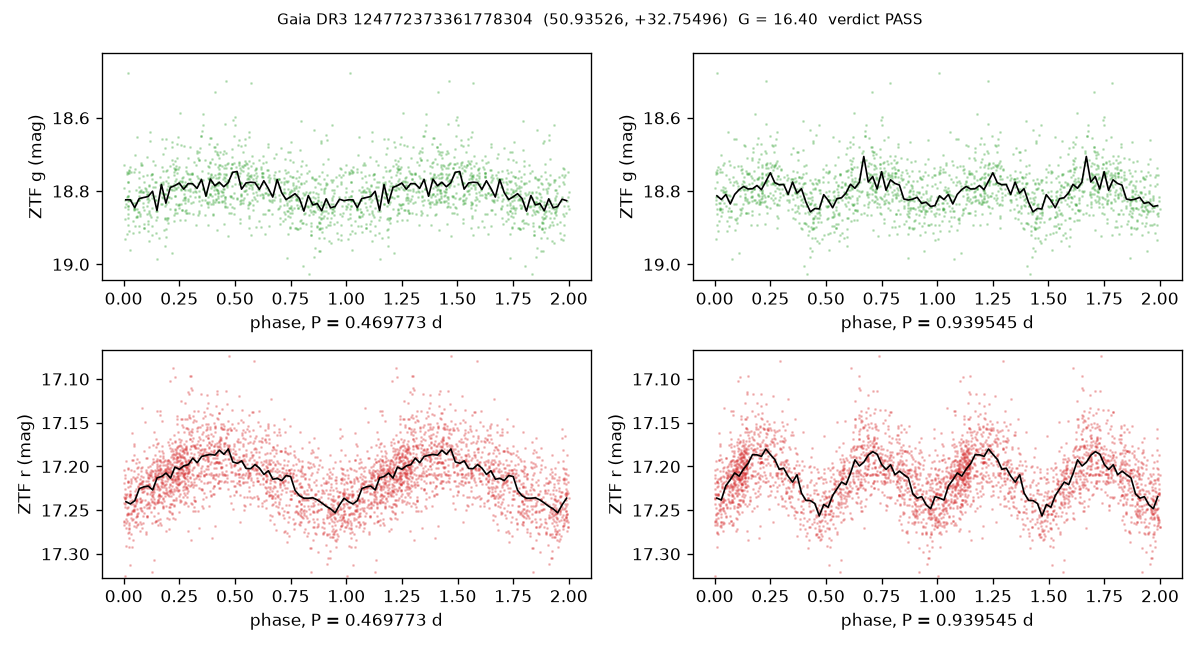 Gaia DR3 124772373361778304  (50.93526, +32.75496)  G = 16.40  verdict PASS
ZTF g (mag)
18.6
18.8
19.0
0.00 0.25 0.50 0.75 1.00 1.25 1.50 1.75 2.00
phase, P = 0.469773 d
ZTF g (mag)
18.6
18.8
19.0
0.00 0.25 0.50 0.75 1.00 1.25 1.50 1.75 2.00
phase, P = 0.939545 d
ZTF r (mag)
17.10
17.15
17.20
17.25
17.30
0.00 0.25 0.50 0.75 1.00 1.25 1.50 1.75 2.00
phase, P = 0.469773 d
ZTF r (mag)
17.10
17.15
17.20
17.25
17.30
0.00 0.25 0.50 0.75 1.00 1.25 1.50 1.75 2.00
phase, P = 0.939545 d